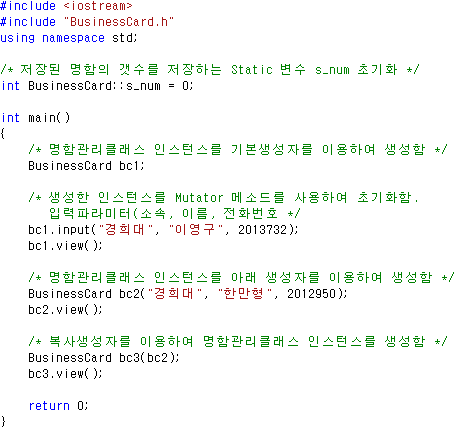 #include <iostream>
#include "BusinessCard.h"
using namespace std;
/* 저장된 명함의 갯수를 저장하는 Static 변수 s_num 초기화 */
int BusinessCard::s_num = 0;
int main()
{
/* 명함관리클래스 인스턴스를 기본생성자를 이용하여 생성함 */
BusinessCard bc1;
/* 생성한 인스턴스를 Mutator 메소드를 사용하여 초기화함.
입력파라미터(소속, 이름, 전화번호 */
bc1.input("경희대", "이영구", 2013732);
bc1.view();
/* 명함관리클래스 인스턴스를 아래 생성자를 이용하여 생성함 */
BusinessCard bc2("경희대", "한만형", 2012950);
bc2.view();
/* 복사생성자를 이용하여 명함관리클래스 인스턴스를 생성함 */
BusinessCard bc3(bc2);
bc3.view();
return 0;
}